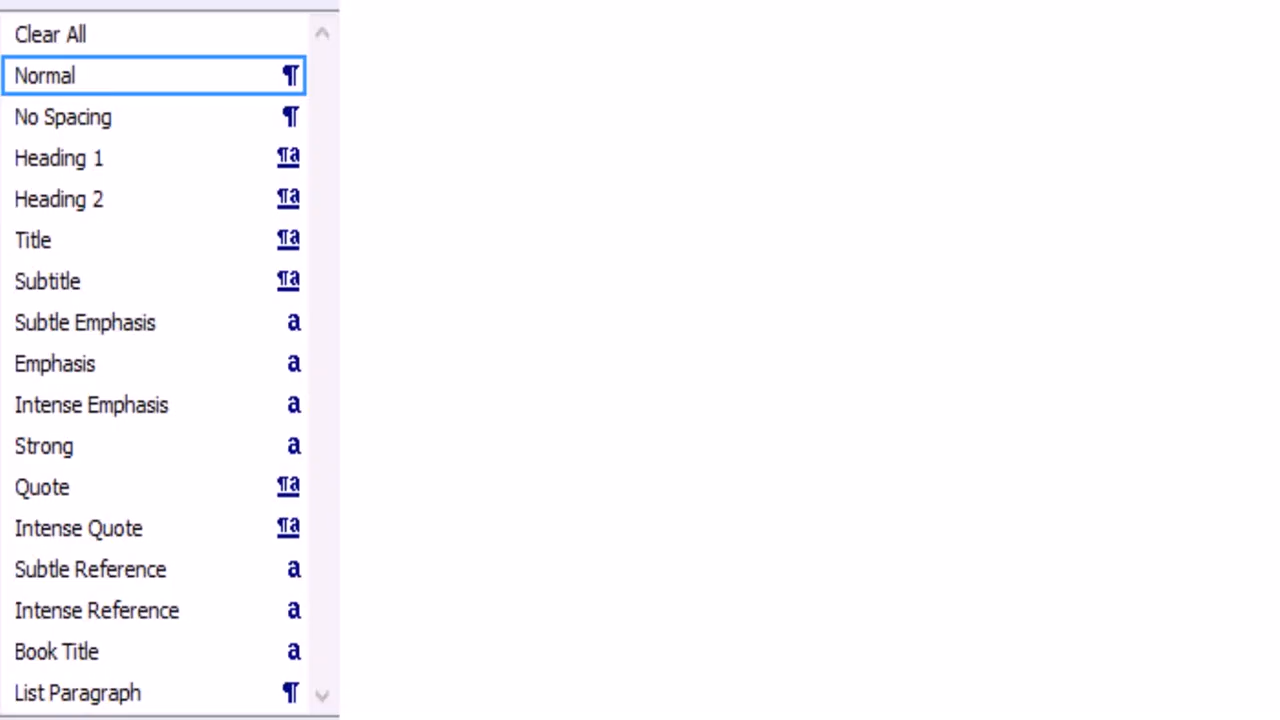 Clear All
Normal ¶
No Spacing ¶
Heading 1 ¶a
Heading 2 ¶a
Title ¶a
Subtitle ¶a
Subtle Emphasis a
Emphasis a
Intense Emphasis a
Strong a
Quote ¶a
Intense Quote ¶a
Subtle Reference a
Intense Reference a
Book Title a
List Paragraph ¶